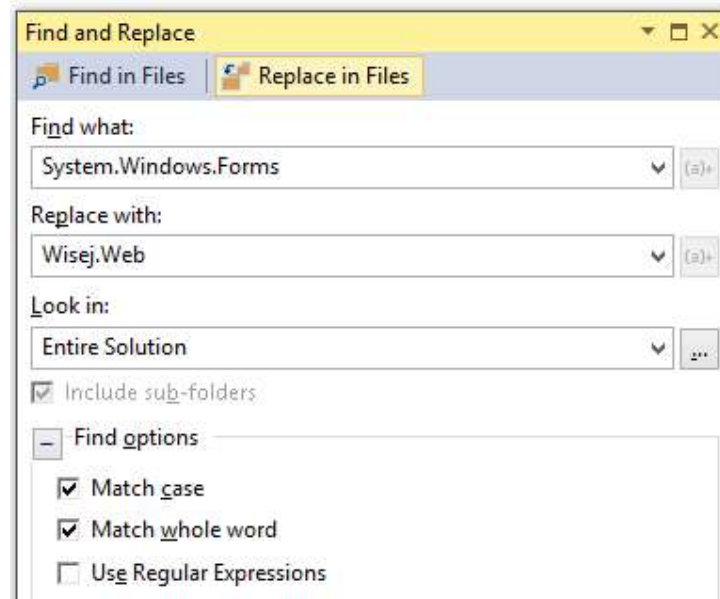 Find and Replace
Find in Files
Replace in Files
Find what:
System.Windows.Forms
(a)+
Replace with:
Wisej.Web
(a)+
Look in:
Entire Solution
...
Include sub-folders
Find options
Match case
Match whole word
Use Regular Expressions